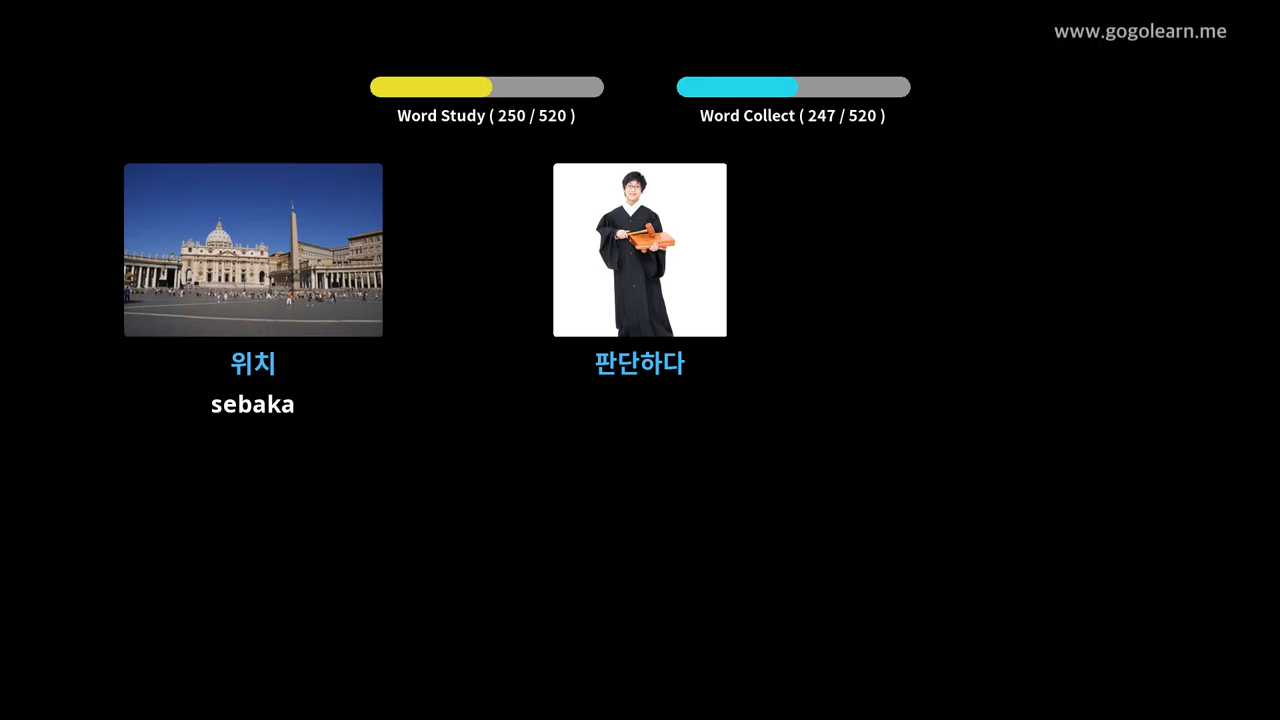 www.gogolearn.me
Word Study ( 250 / 520 )
Word Collect ( 247 / 520 )
위치
sebaka
판단하다